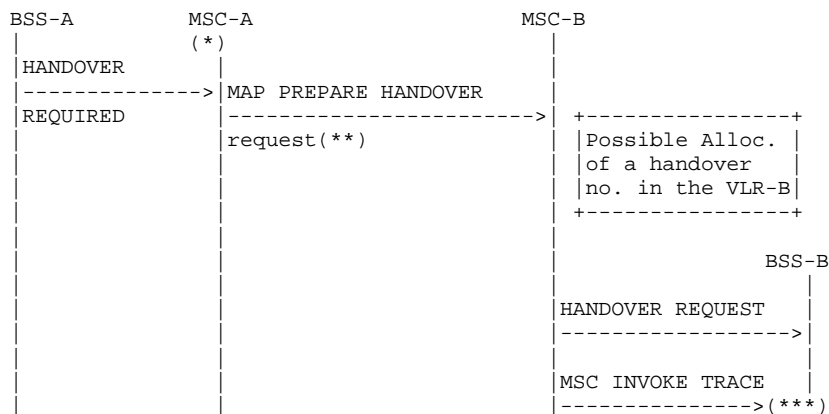 BSS-A MSC-A MSC-B
(*)
HANDOVER
MAP PREPARE HANDOVER
REQUIRED
request(**)
Possible Alloc.
of a handover
no. in the VLR-B
BSS-B
HANDOVER REQUEST
MSC INVOKE TRACE
(***)